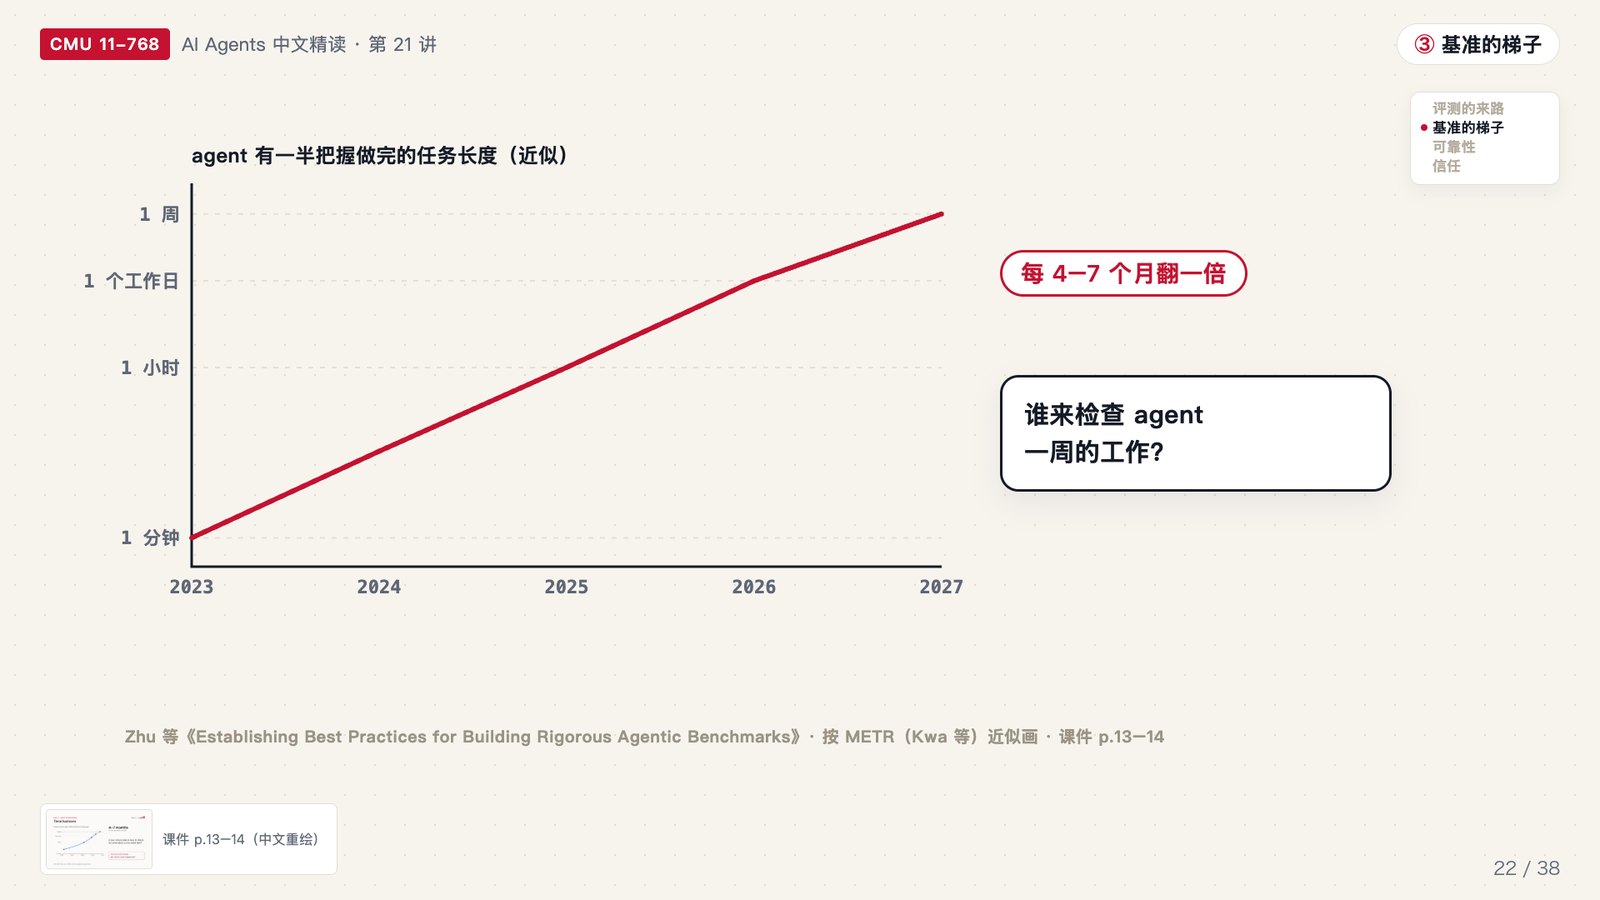 CMU 11-768 AI Agents 中文精读 · 第 21 讲
③ 基准的梯子
评测的来路
基准的梯子
可靠性
信任
agent 有一半把握做完的任务长度（近似）
1 周
1 个工作日
1 小时
1 分钟
2023 2024 2025 2026 2027
每 4—7 个月翻一倍
谁来检查 agent
一周的工作?
Zhu 等《Establishing Best Practices for Building Rigorous Agentic Benchmarks》· 按 METR（Kwa 等）近似画 · 课件 p.13—14
课件 p.13—14（中文重绘）
22 / 38